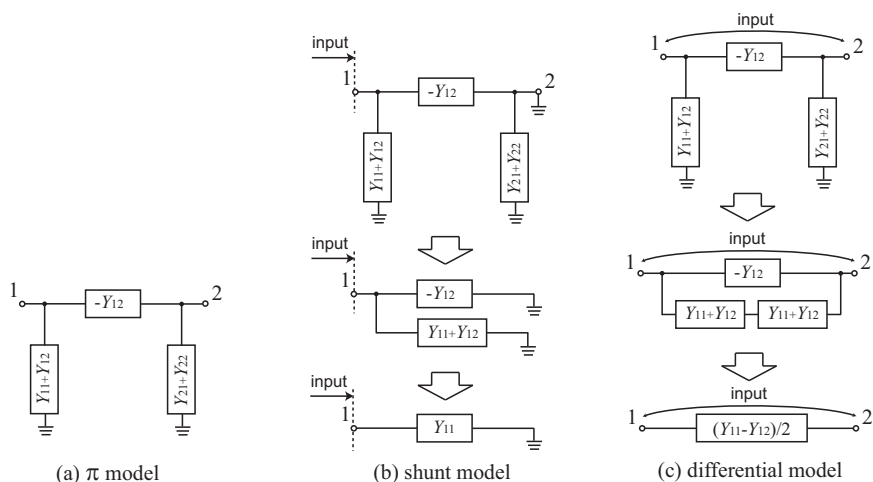 1
-Y12
2
Y11+Y12
Y21+Y22
(a) π model
input
1
-Y12
2
Y11+Y12
Y21+Y22
input
1
-Y12
Y11+Y12
input
1
Y11
(b) shunt model
input
1
-Y12
2
Y11+Y12
Y21+Y22
input
1
-Y12
2
Y11+Y12
Y11+Y12
input
1
(Y11-Y12)/2
2
(c) differential model